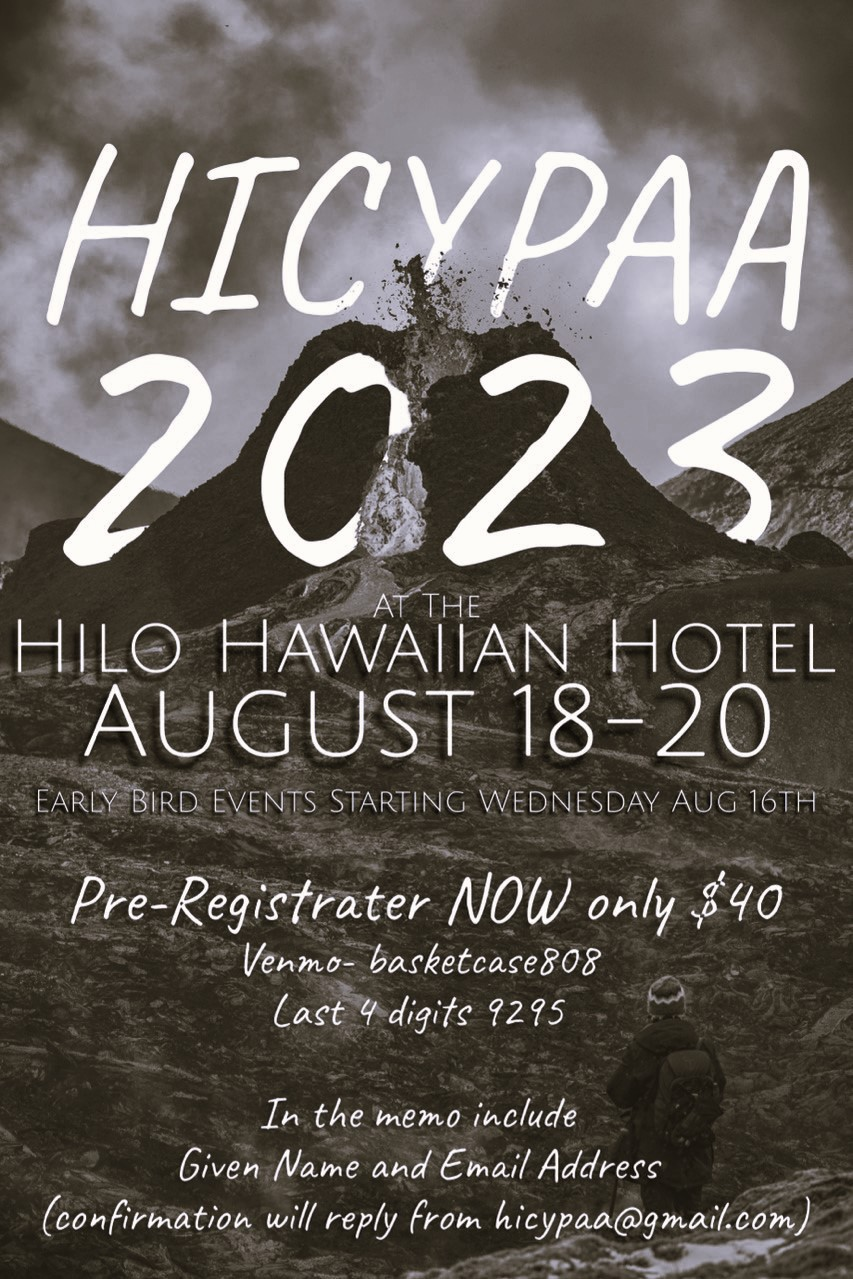 HICYPAA
2023
AT THE
HILO HAWAIIAN HOTEL
AUGUST 18-20
EARLY BIRD EVENTS STARTING WEDNESDAY AUG 16TH
Pre-Registrater NOW only $40
Venmo- basketcase808
Last 4 digits 9295
In the memo include
Given Name and Email Address
(confirmation will reply from hicypaa@gmail.com)